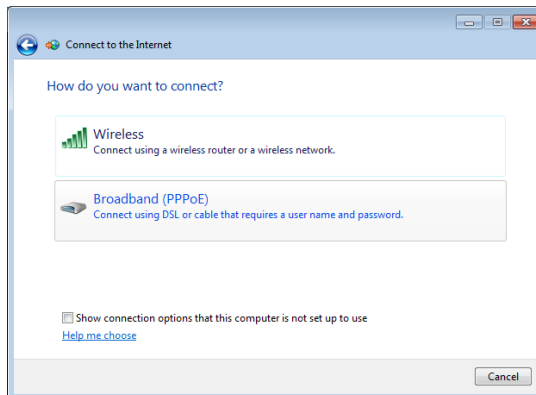 Connect to the Internet
How do you want to connect?
Wireless
Connect using a wireless router or a wireless network.
Broadband (PPPoE)
Connect using DSL or cable that requires a user name and password.
Show connection options that this computer is not set up to use
Help me choose
Cancel